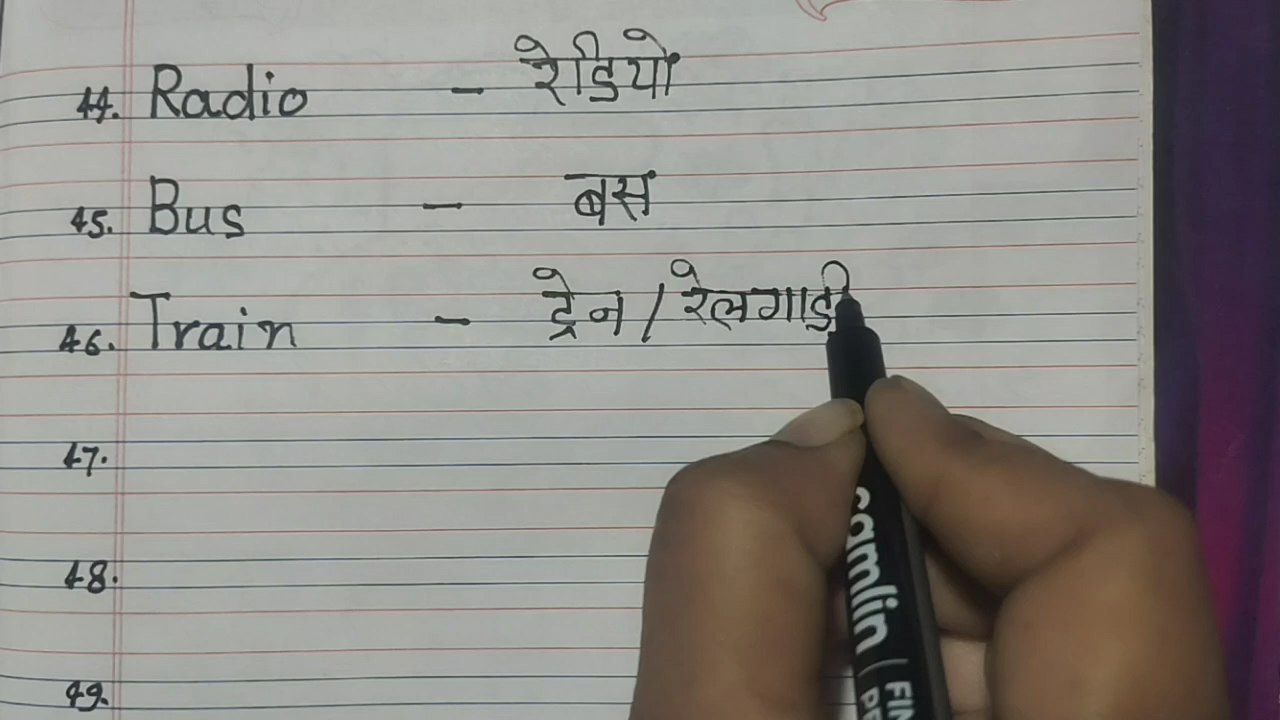 44. Radio - रेडियो
45. Bus - बस
46. Train - ट्रेन / रेलगाड़ी
47.
48.
49.
camlin